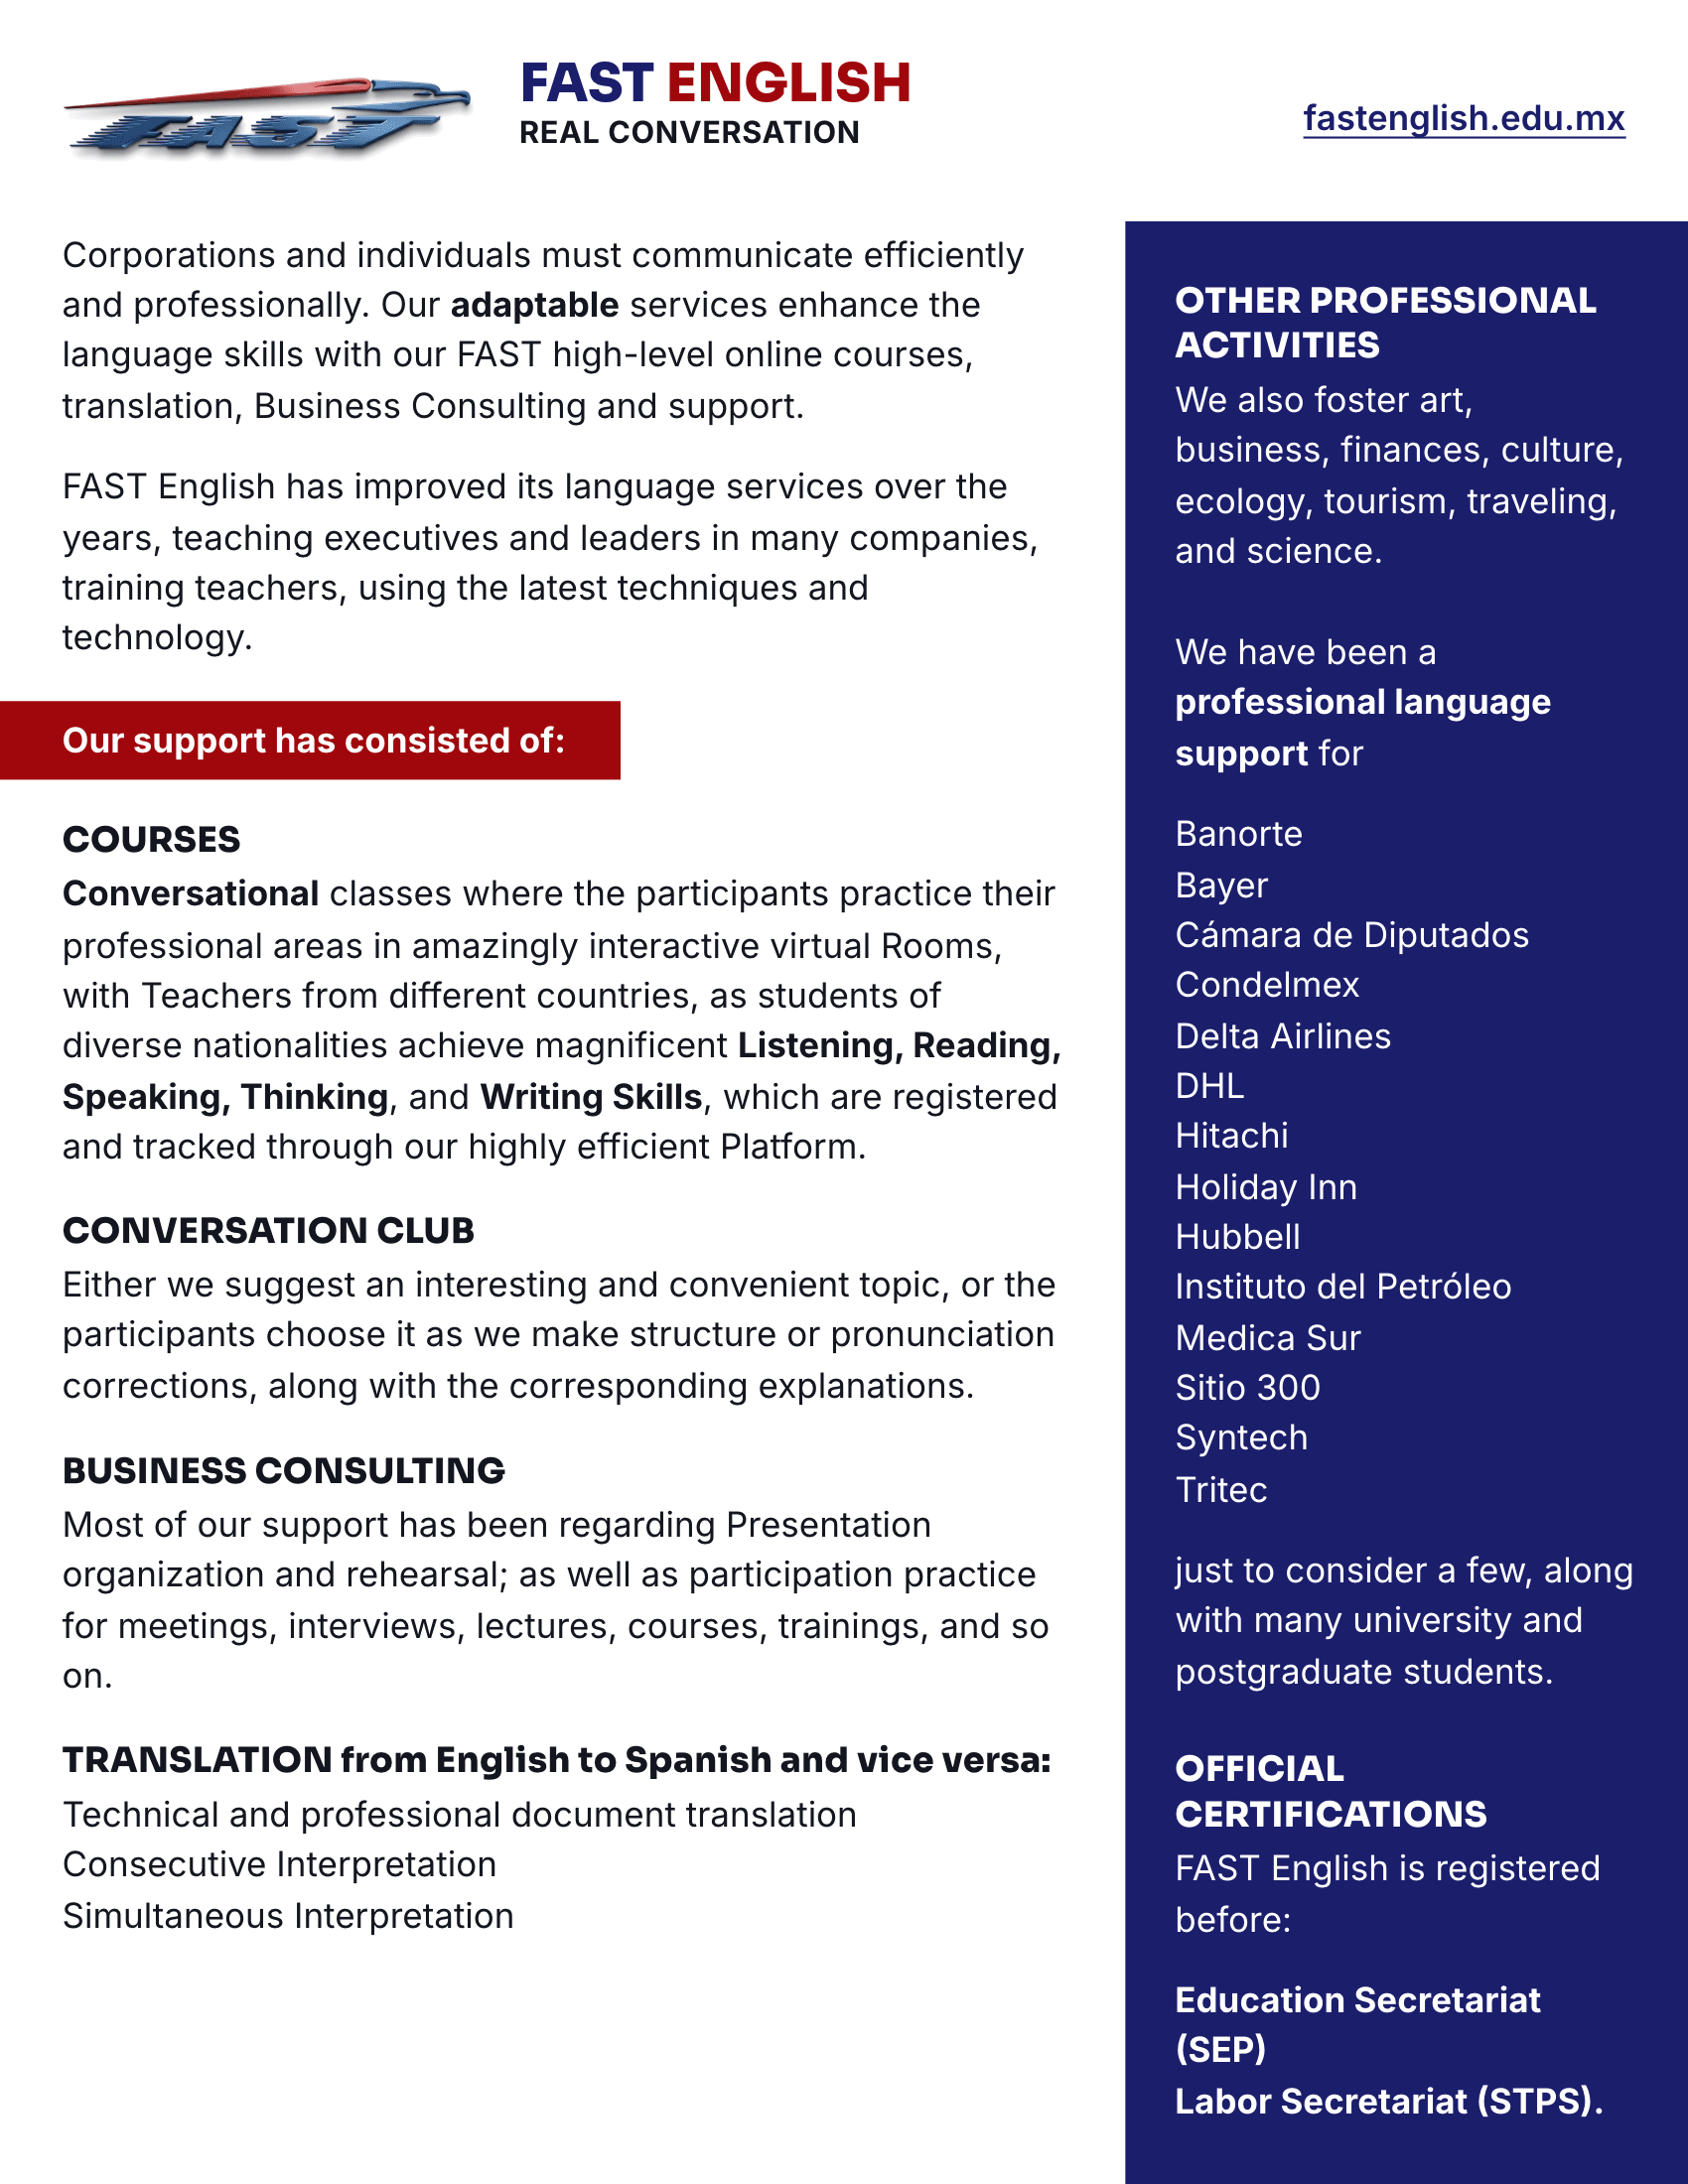 FAST
FAST ENGLISH
REAL CONVERSATION
fastenglish.edu.mx
Corporations and individuals must communicate efficiently
and professionally. Our adaptable services enhance the
language skills with our FAST high-level online courses,
translation, Business Consulting and support.
FAST English has improved its language services over the
years, teaching executives and leaders in many companies,
training teachers, using the latest techniques and
technology.
Our support has consisted of:
COURSES
Conversational classes where the participants practice their
professional areas in amazingly interactive virtual Rooms,
with Teachers from different countries, as students of
diverse nationalities achieve magnificent Listening, Reading,
Speaking, Thinking, and Writing Skills, which are registered
and tracked through our highly efficient Platform.
CONVERSATION CLUB
Either we suggest an interesting and convenient topic, or the
participants choose it as we make structure or pronunciation
corrections, along with the corresponding explanations.
BUSINESS CONSULTING
Most of our support has been regarding Presentation
organization and rehearsal; as well as participation practice
for meetings, interviews, lectures, courses, trainings, and so
on.
TRANSLATION from English to Spanish and vice versa:
Technical and professional document translation
Consecutive Interpretation
Simultaneous Interpretation
OTHER PROFESSIONAL
ACTIVITIES
We also foster art,
business, finances, culture,
ecology, tourism, traveling,
and science.
We have been a
professional language
support for
Banorte
Bayer
Cámara de Diputados
Condelmex
Delta Airlines
DHL
Hitachi
Holiday Inn
Hubbell
Instituto del Petróleo
Medica Sur
Sitio 300
Syntech
Tritec
just to consider a few, along
with many university and
postgraduate students.
OFFICIAL
CERTIFICATIONS
FAST English is registered
before:
Education Secretariat
(SEP)
Labor Secretariat (STPS).